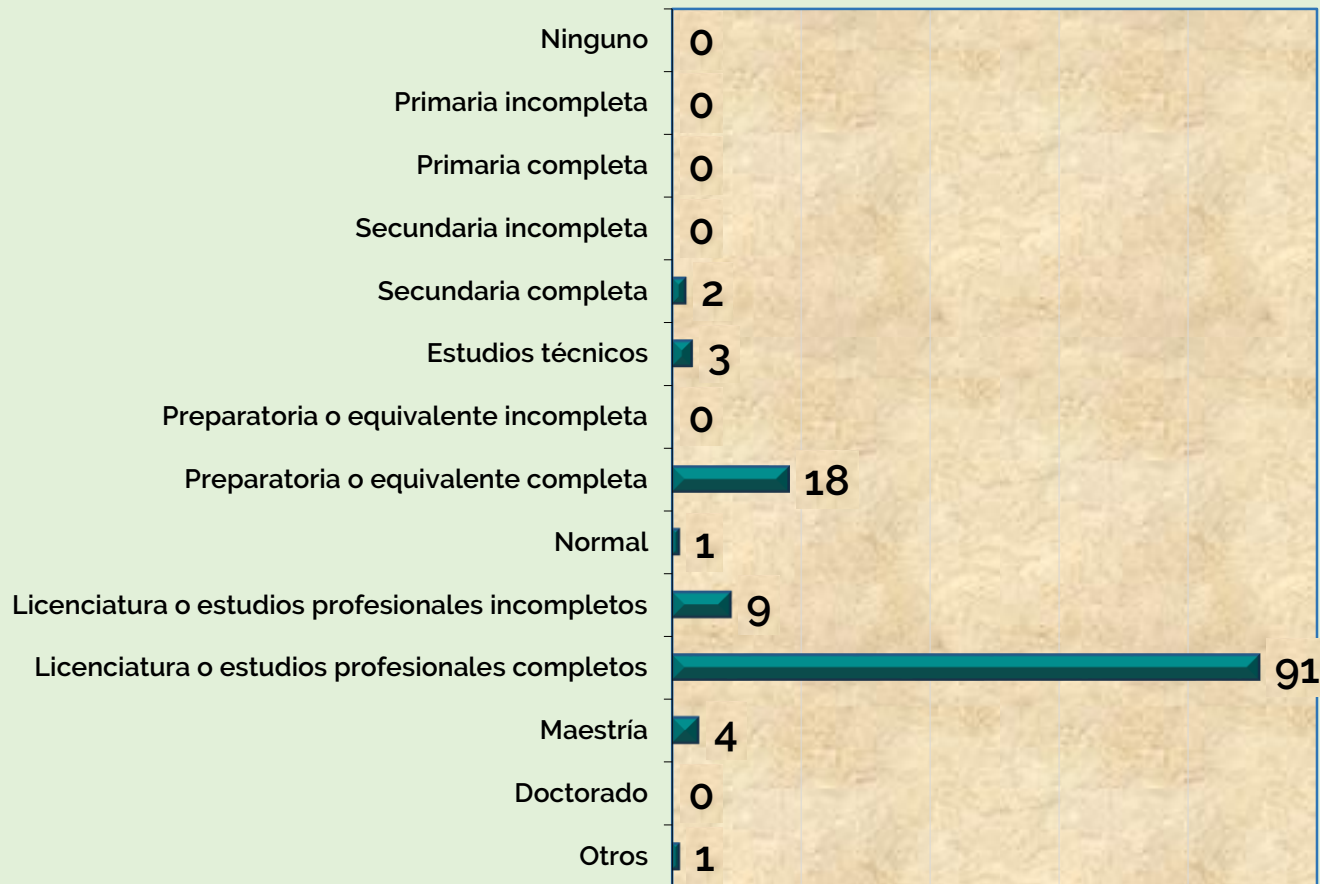 Ninguno 0
Primaria incompleta 0
Primaria completa 0
Secundaria incompleta 0
Secundaria completa 2
Estudios técnicos 3
Preparatoria o equivalente incompleta 0
Preparatoria o equivalente completa 18
Normal 1
Licenciatura o estudios profesionales incompletos 9
Licenciatura o estudios profesionales completos 91
Maestría 4
Doctorado 0
Otros 1